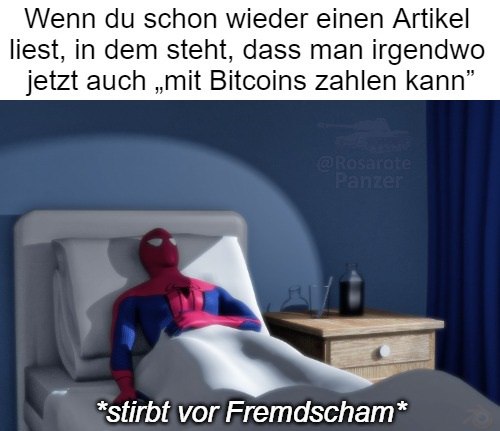 Wenn du schon wieder einen Artikel
liest, in dem steht, dass man irgendwo
jetzt auch „mit Bitcoins zahlen kann”
@Rosarote
Panzer
*stirbt vor Fremdscham*